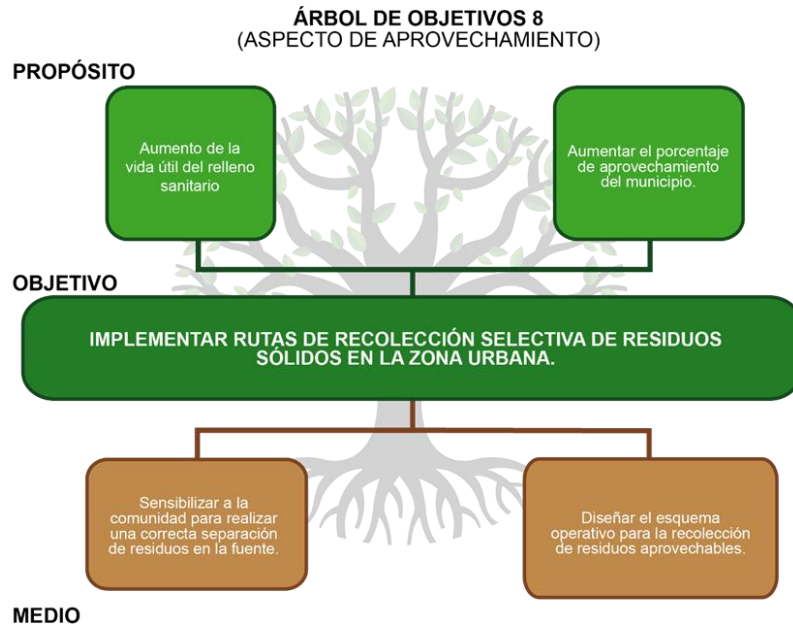 ÁRBOL DE OBJETIVOS 8
(ASPECTO DE APROVECHAMIENTO)
PROPÓSITO
Aumento de la
vida útil del relleno
sanitario
Aumentar el porcentaje
de aprovechamiento
del municipio.
OBJETIVO
IMPLEMENTAR RUTAS DE RECOLECCIÓN SELECTIVA DE RESIDUOS
SÓLIDOS EN LA ZONA URBANA.
Sensibilizar a la
comunidad para realizar
una correcta separación
de residuos en la fuente.
Diseñar el esquema
operativo para la recolección
de residuos aprovechables.
MEDIO